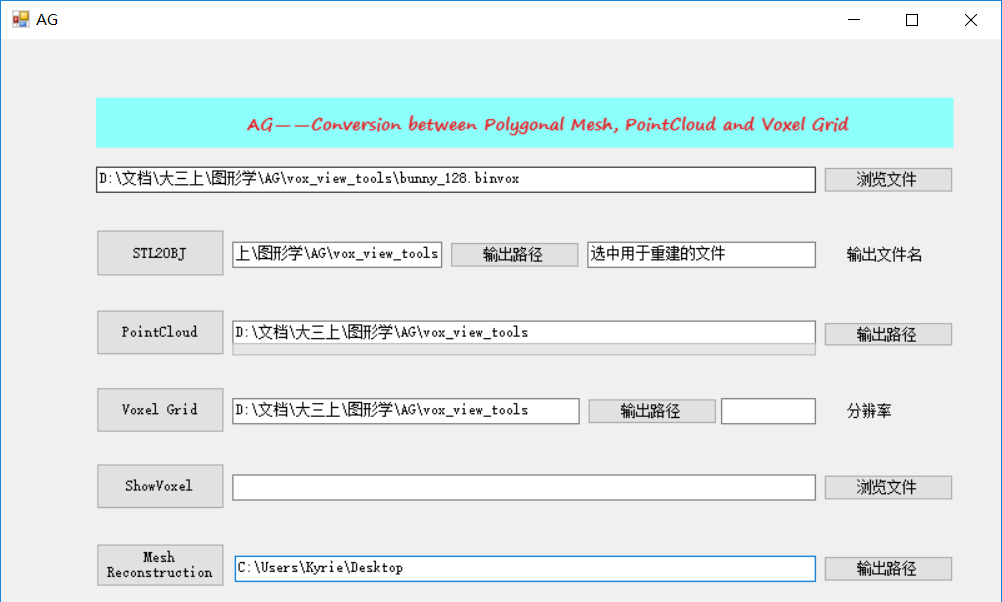 AG
AG——Conversion between Polygonal Mesh, PointCloud and Voxel Grid
D:\文档\大三上\图形学\AG\vox_view_tools\bunny_128.binvox 浏览文件
STL2OBJ 上\图形学\AG\vox_view_tools 输出路径 选中用于重建的文件 输出文件名
PointCloud D:\文档\大三上\图形学\AG\vox_view_tools 输出路径
Voxel Grid D:\文档\大三上\图形学\AG\vox_view_tools 输出路径 分辨率
ShowVoxel 浏览文件
Mesh
Reconstruction C:\Users\Kyrie\Desktop 输出路径